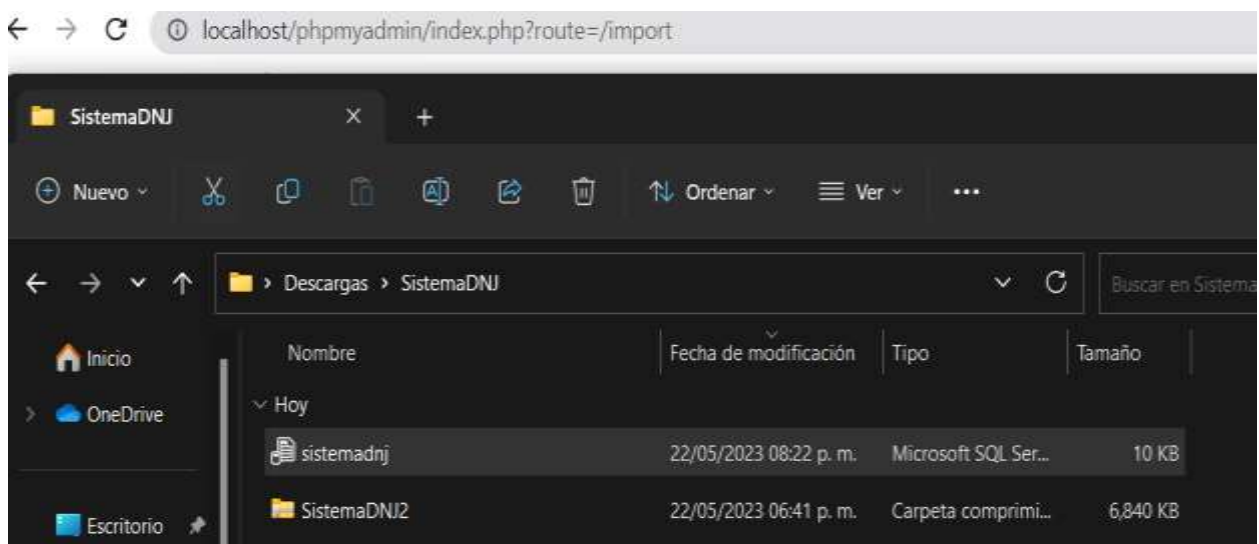 localhost/phpmyadmin/index.php?route=/import
SistemaDNJ
Nuevo
Ordenar
Ver
Descargas > SistemaDNJ
Buscar en Sistema
Inicio
Nombre
Fecha de modificación
Tipo
Tamaño
OneDrive
Hoy
sistemadnj 22/05/2023 08:22 p. m. Microsoft SQL Ser... 10 KB
Escritorio
SistemaDNJ2 22/05/2023 06:41 p. m. Carpeta comprimi... 6,840 KB